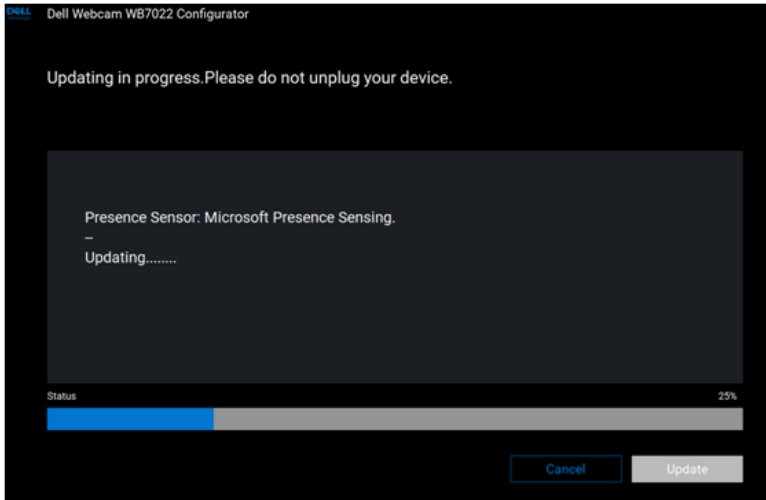 DELL
Dell Webcam WB7022 Configurator
Updating in progress.Please do not unplug your device.
Presence Sensor: Microsoft Presence Sensing.
–
Updating........
Status 25%
Cancel Update